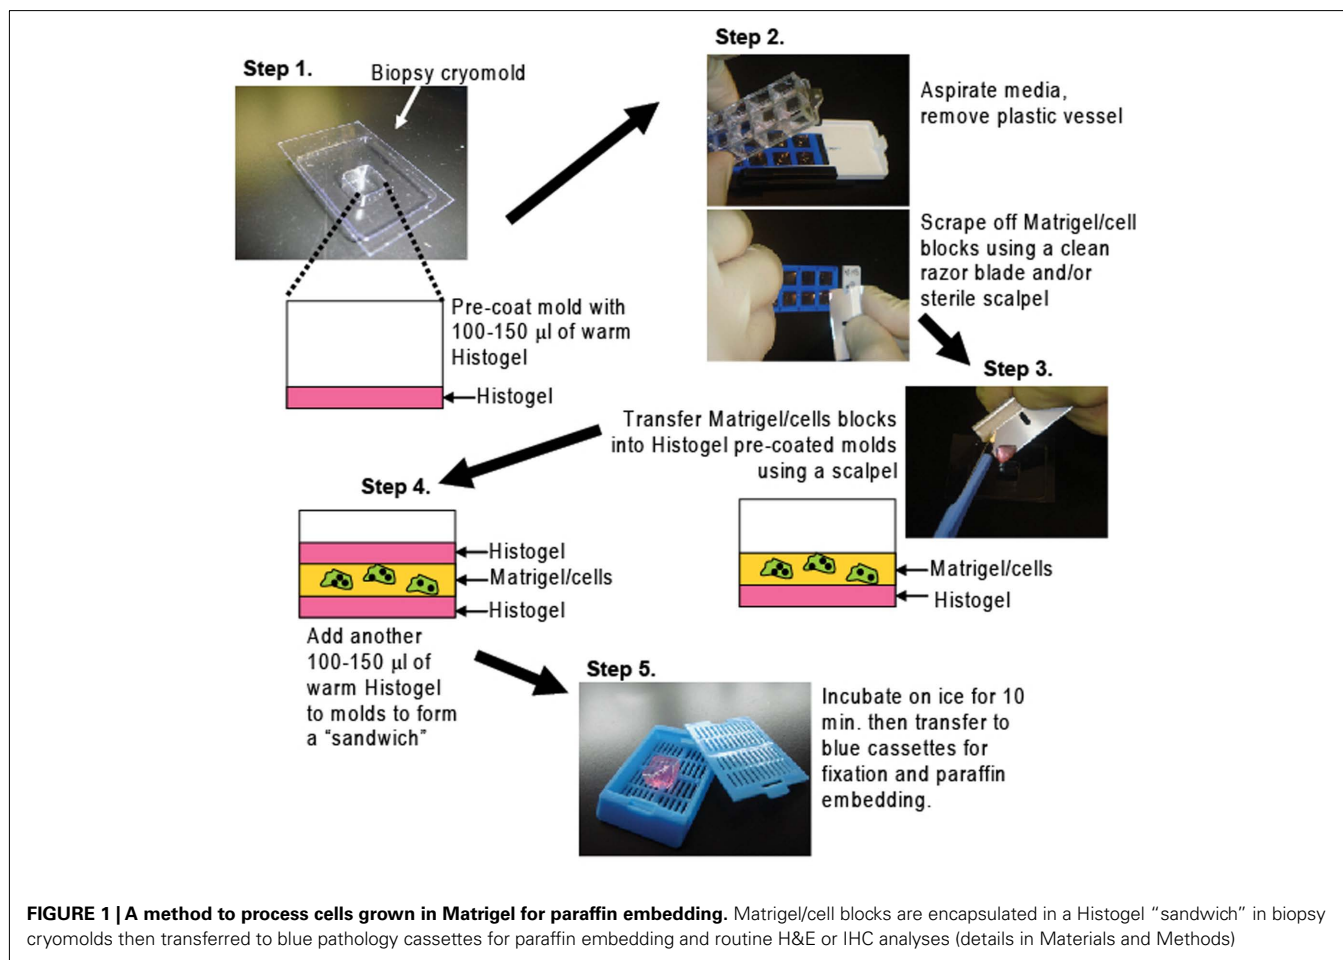 Step 1.
Biopsy cryomold
Pre-coat mold with
100-150 µl of warm
Histogel
Histogel
Step 2.
Aspirate media,
remove plastic vessel
Scrape off Matrigel/cell
blocks using a clean
razor blade and/or
sterile scalpel
Step 3.
Transfer Matrigel/cells blocks
into Histogel pre-coated molds
using a scalpel
Matrigel/cells
Histogel
Step 4.
Histogel
Matrigel/cells
Histogel
Add another
100-150 µl of
warm Histogel
to molds to form
a “sandwich”
Step 5.
Incubate on ice for 10
min. then transfer to
blue cassettes for
fixation and paraffin
embedding.
FIGURE 1 | A method to process cells grown in Matrigel for paraffin embedding. Matrigel/cell blocks are encapsulated in a Histogel “sandwich” in biopsy
cryomolds then transferred to blue pathology cassettes for paraffin embedding and routine H&E or IHC analyses (details in Materials and Methods)